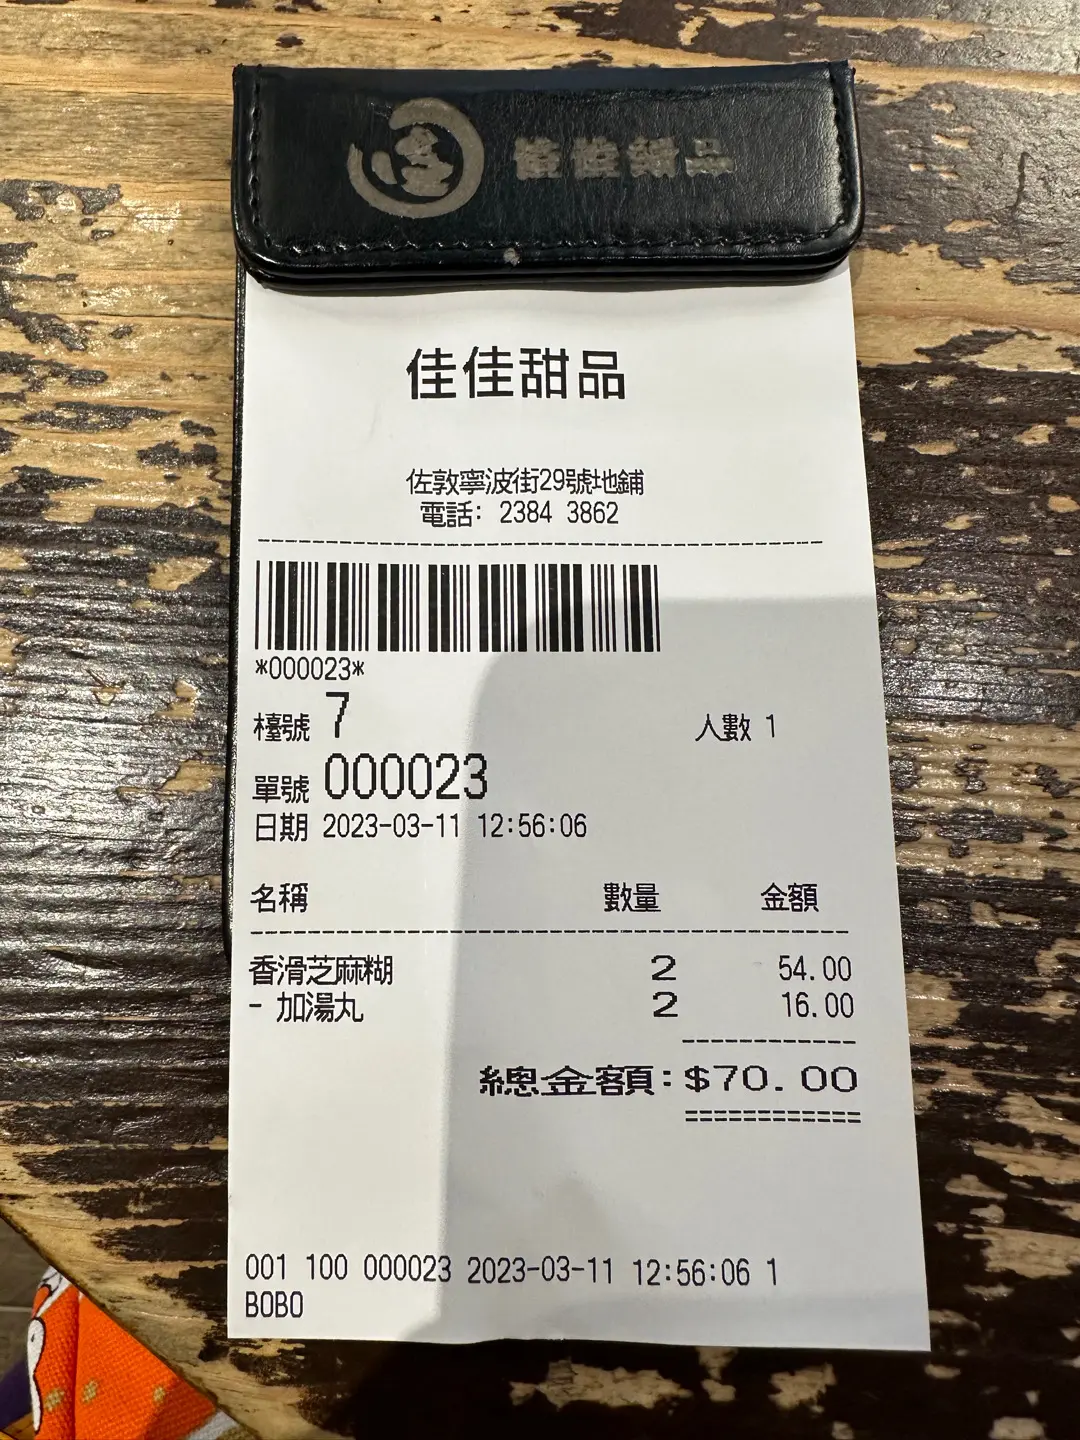 佳佳甜品
佳佳甜品
佐敦寧波街29號地鋪
電話: 2384 3862
*000023*
檯號 7 人數 1
單號 000023
日期 2023-03-11 12:56:06
名稱 數量 金額
香滑芝麻糊 2 54.00
- 加湯丸 2 16.00
總金額:$70.00
001 100 000023 2023-03-11 12:56:06 1
BOBO